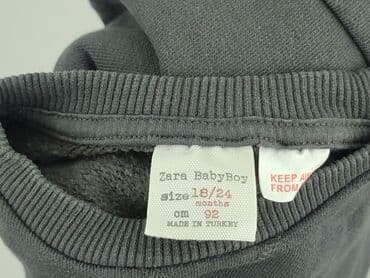 Zara BabyBoy
size 18/24
months
cm 92
MADE IN TURKEY
KEEP
FROM